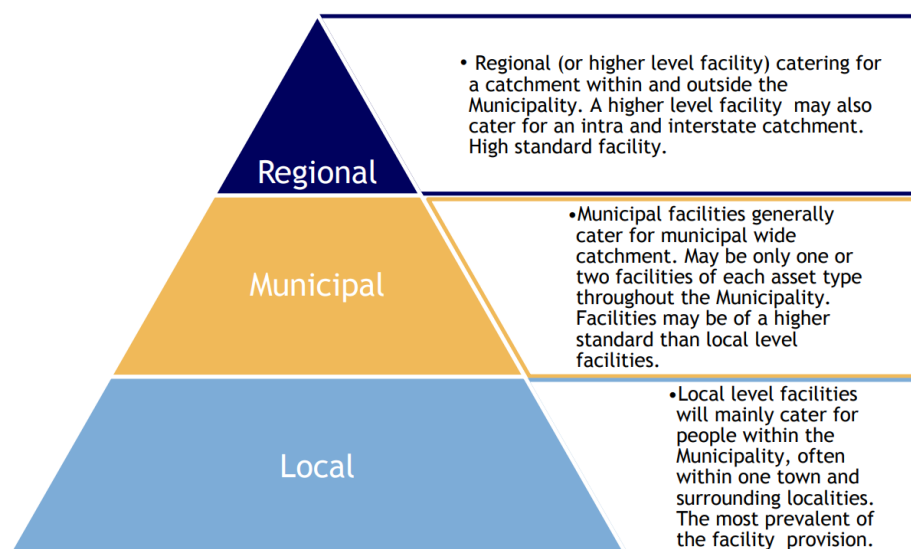 • Regional (or higher level facility) catering for
a catchment within and outside the
Municipality. A higher level facility may also
cater for an intra and interstate catchment.
High standard facility.
Regional
•Municipal facilities generally
cater for municipal wide
catchment. May be only one or
two facilities of each asset type
throughout the Municipality.
Facilities may be of a higher
standard than local level
facilities.
Municipal
•Local level facilities
will mainly cater for
people within the
Municipality, often
within one town and
surrounding localities.
The most prevalent of
the facility provision.
Local